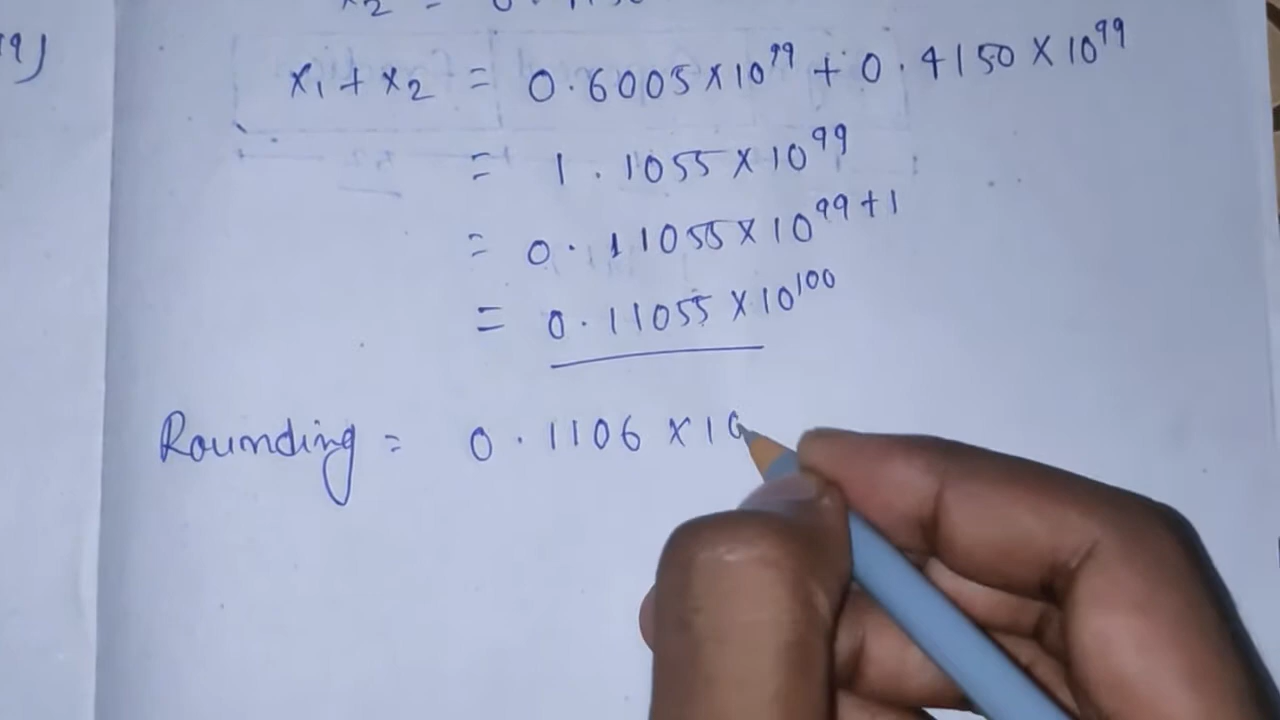 x₁ + x₂ = 0.6005 × 10⁹⁹ + 0.4150 × 10⁹⁹
= 1.1055 × 10⁹⁹
= 0.11055 × 10⁹⁹⁺¹
= 0.11055 × 10¹⁰⁰
Rounding = 0.1106 × 10